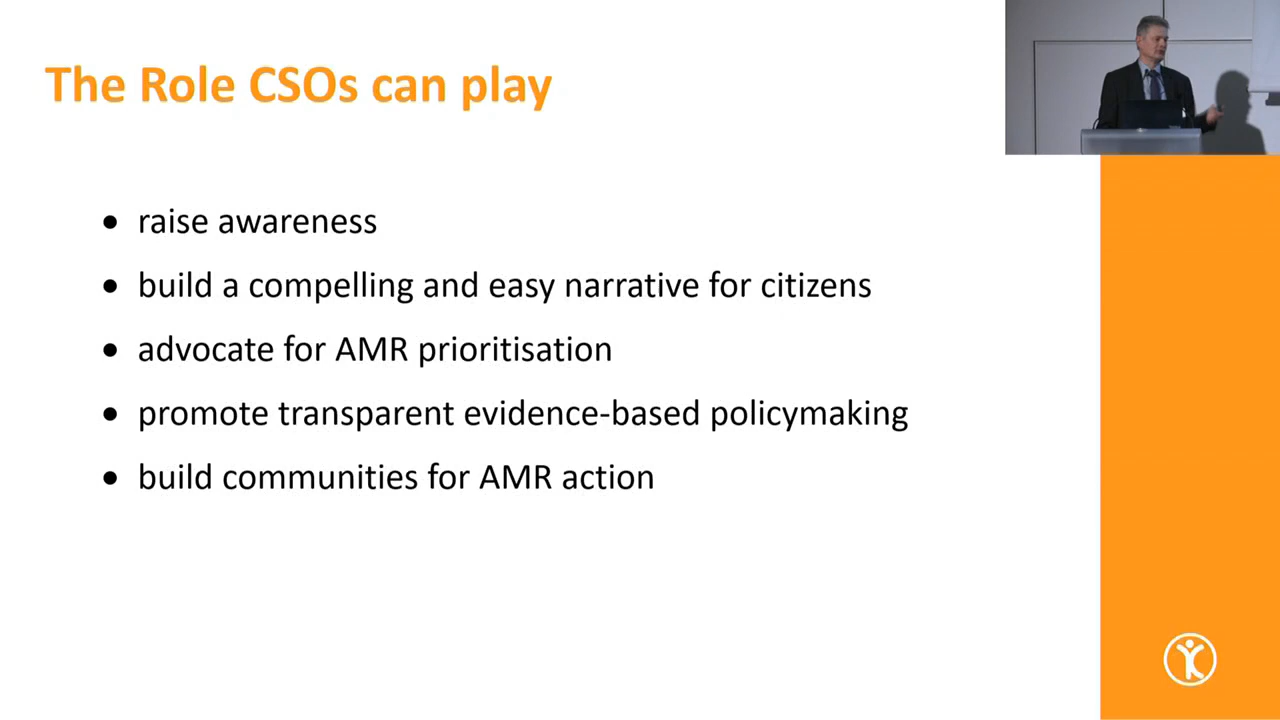 The Role CSOs can play
• raise awareness
• build a compelling and easy narrative for citizens
• advocate for AMR prioritisation
• promote transparent evidence-based policymaking
• build communities for AMR action